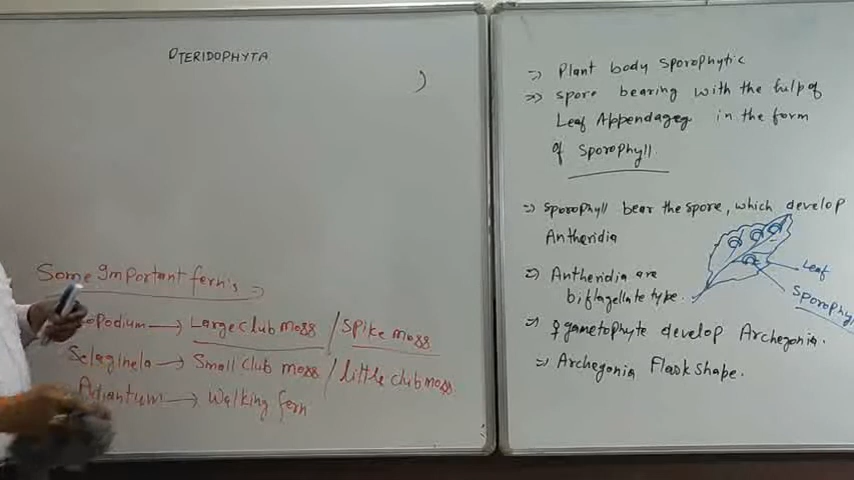 PTERIDOPHYTA
)
Some Important fern's
opodium → Large club moss / Spike moss
Selaginela → Small club moss / little club moss
Adiantum → Walking fern
⇒ Plant body Sporophytic
⇒ spore bearing with the help of
Leaf Appendages in the form
of Sporophyll.
⇒ Sporophyll bear the spore, which develop
Antheridia
⇒ Antheridia are
biflagellate type.
Leaf
Sporophyll
⇒ ♀ gametophyte develop Archegonia.
⇒ Archegonia Flask shape.